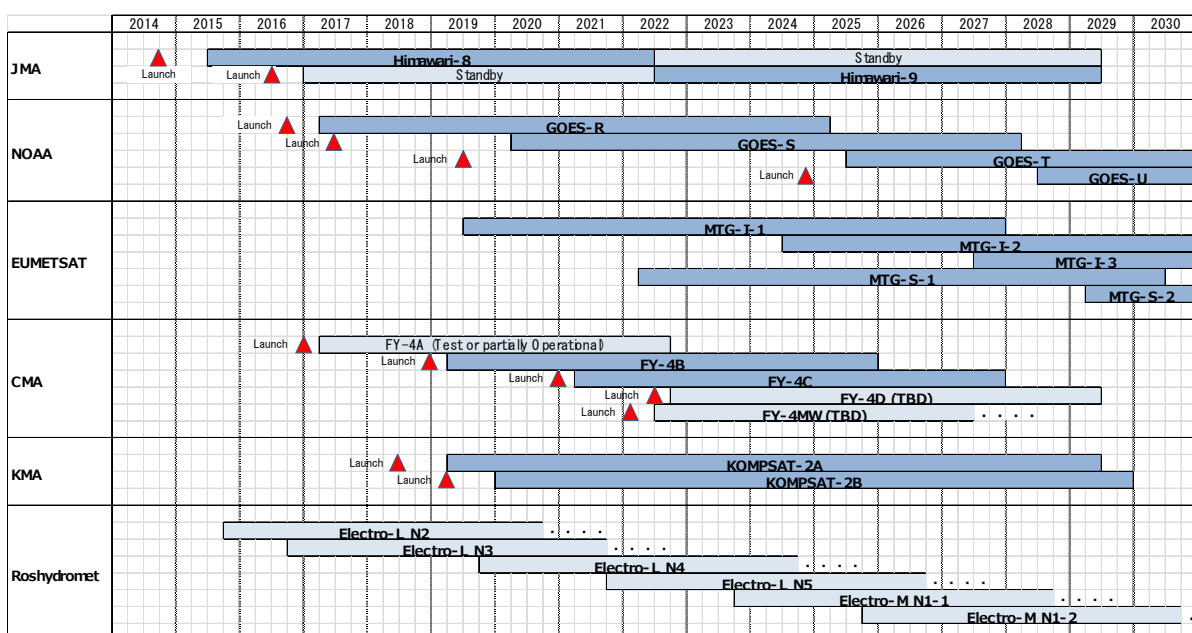 2014 2015 2016 2017 2018 2019 2020 2021 2022 2023 2024 2025 2026 2027 2028 2029 2030
JMA
Launch
Himawari-8
Standby
Launch
Standby
Himawari-9
NOAA
Launch
GOES-R
Launch
GOES-S
Launch
GOES-T
Launch
GOES-U
EUMETSAT
MTG-I-1
MTG-I-2
MTG-I-3
MTG-S-1
MTG-S-2
CMA
Launch
FY-4A (Test or partially Operational)
Launch
FY-4B
Launch
FY-4C
Launch
FY-4D (TBD)
Launch
FY-4MW (TBD) . . . .
KMA
Launch
KOMPSAT-2A
Launch
KOMPSAT-2B
Roshydromet
Electro-L N2 . . . .
Electro-L N3 . . . .
Electro-L N4 . . . .
Electro-L N5 . . . .
Electro-M N1-1 . . . .
Electro-M N1-2 .